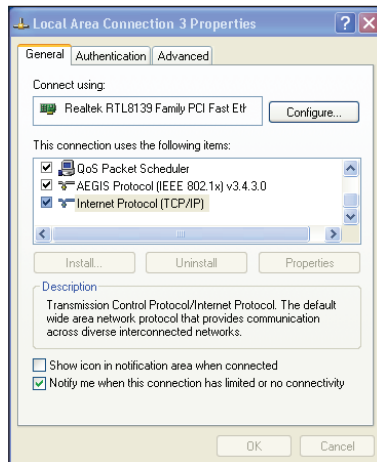 Local Area Connection 3 Properties
General Authentication Advanced
Connect using:
Realtek RTL8139 Family PCI Fast Eth
Configure...
This connection uses the following items:
QoS Packet Scheduler
AEGIS Protocol (IEEE 802.1x) v3.4.3.0
Internet Protocol (TCP/IP)
Install... Uninstall Properties
Description
Transmission Control Protocol/Internet Protocol. The default
wide area network protocol that provides communication
across diverse interconnected networks.
Show icon in notification area when connected
Notify me when this connection has limited or no connectivity
OK Cancel